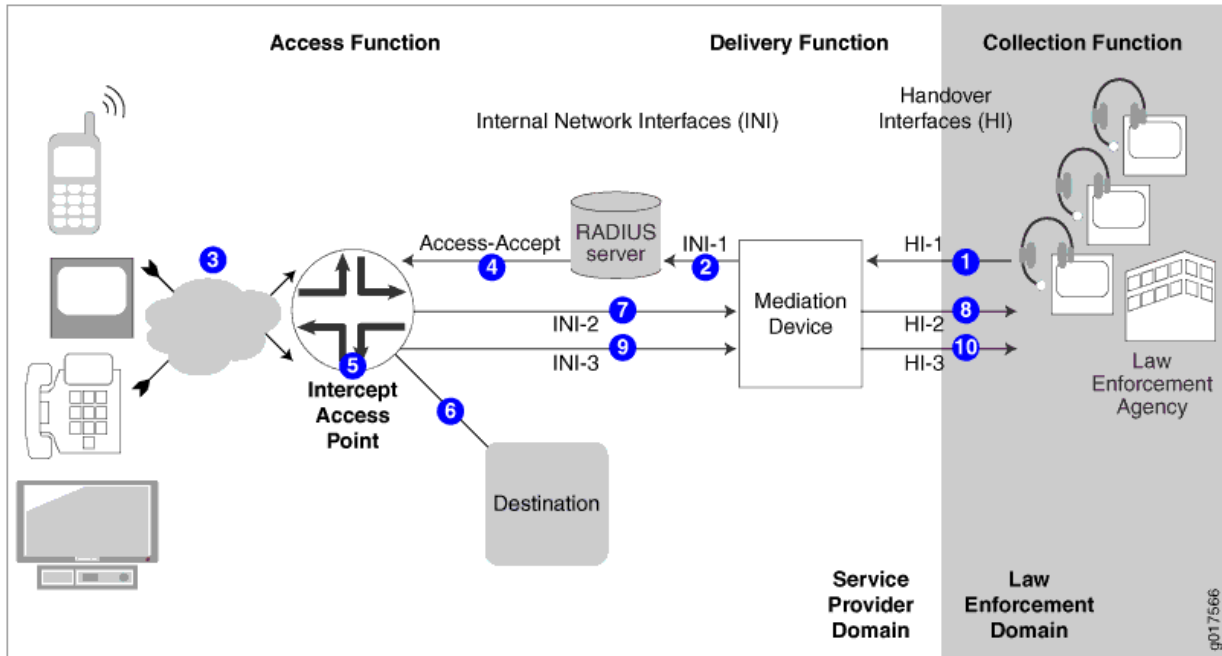 Access Function
Delivery Function
Collection Function
Internal Network Interfaces (INI)
Handover
Interfaces (HI)
RADIUS
server
Access-Accept
INI-1
HI-1
3
4
2
1
Mediation
Device
7
INI-2
8
HI-2
9
INI-3
10
HI-3
5
Intercept
Access
Point
6
Law
Enforcement
Agency
Destination
Service
Provider
Domain
Law
Enforcement
Domain
g017566